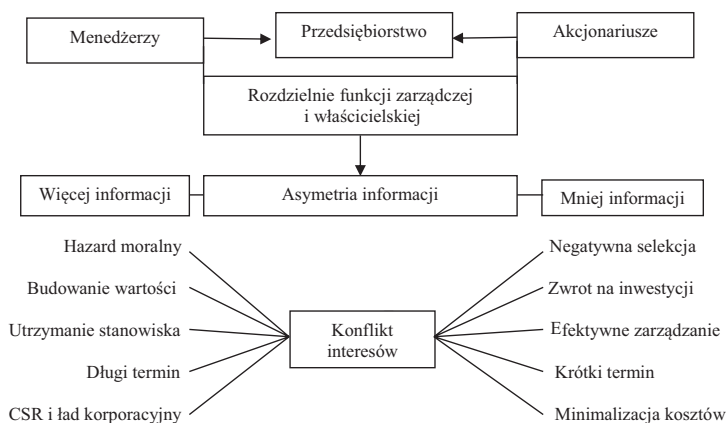 Menedżerzy
Przedsiębiorstwo
Akcjonariusze
Rozdzielnie funkcji zarządczej
i właścicielskiej
Więcej informacji
Asymetria informacji
Mniej informacji
Hazard moralny
Budowanie wartości
Utrzymanie stanowiska
Długi termin
CSR i ład korporacyjny
Konflikt
interesów
Negatywna selekcja
Zwrot na inwestycji
Efektywne zarządzanie
Krótki termin
Minimalizacja kosztów